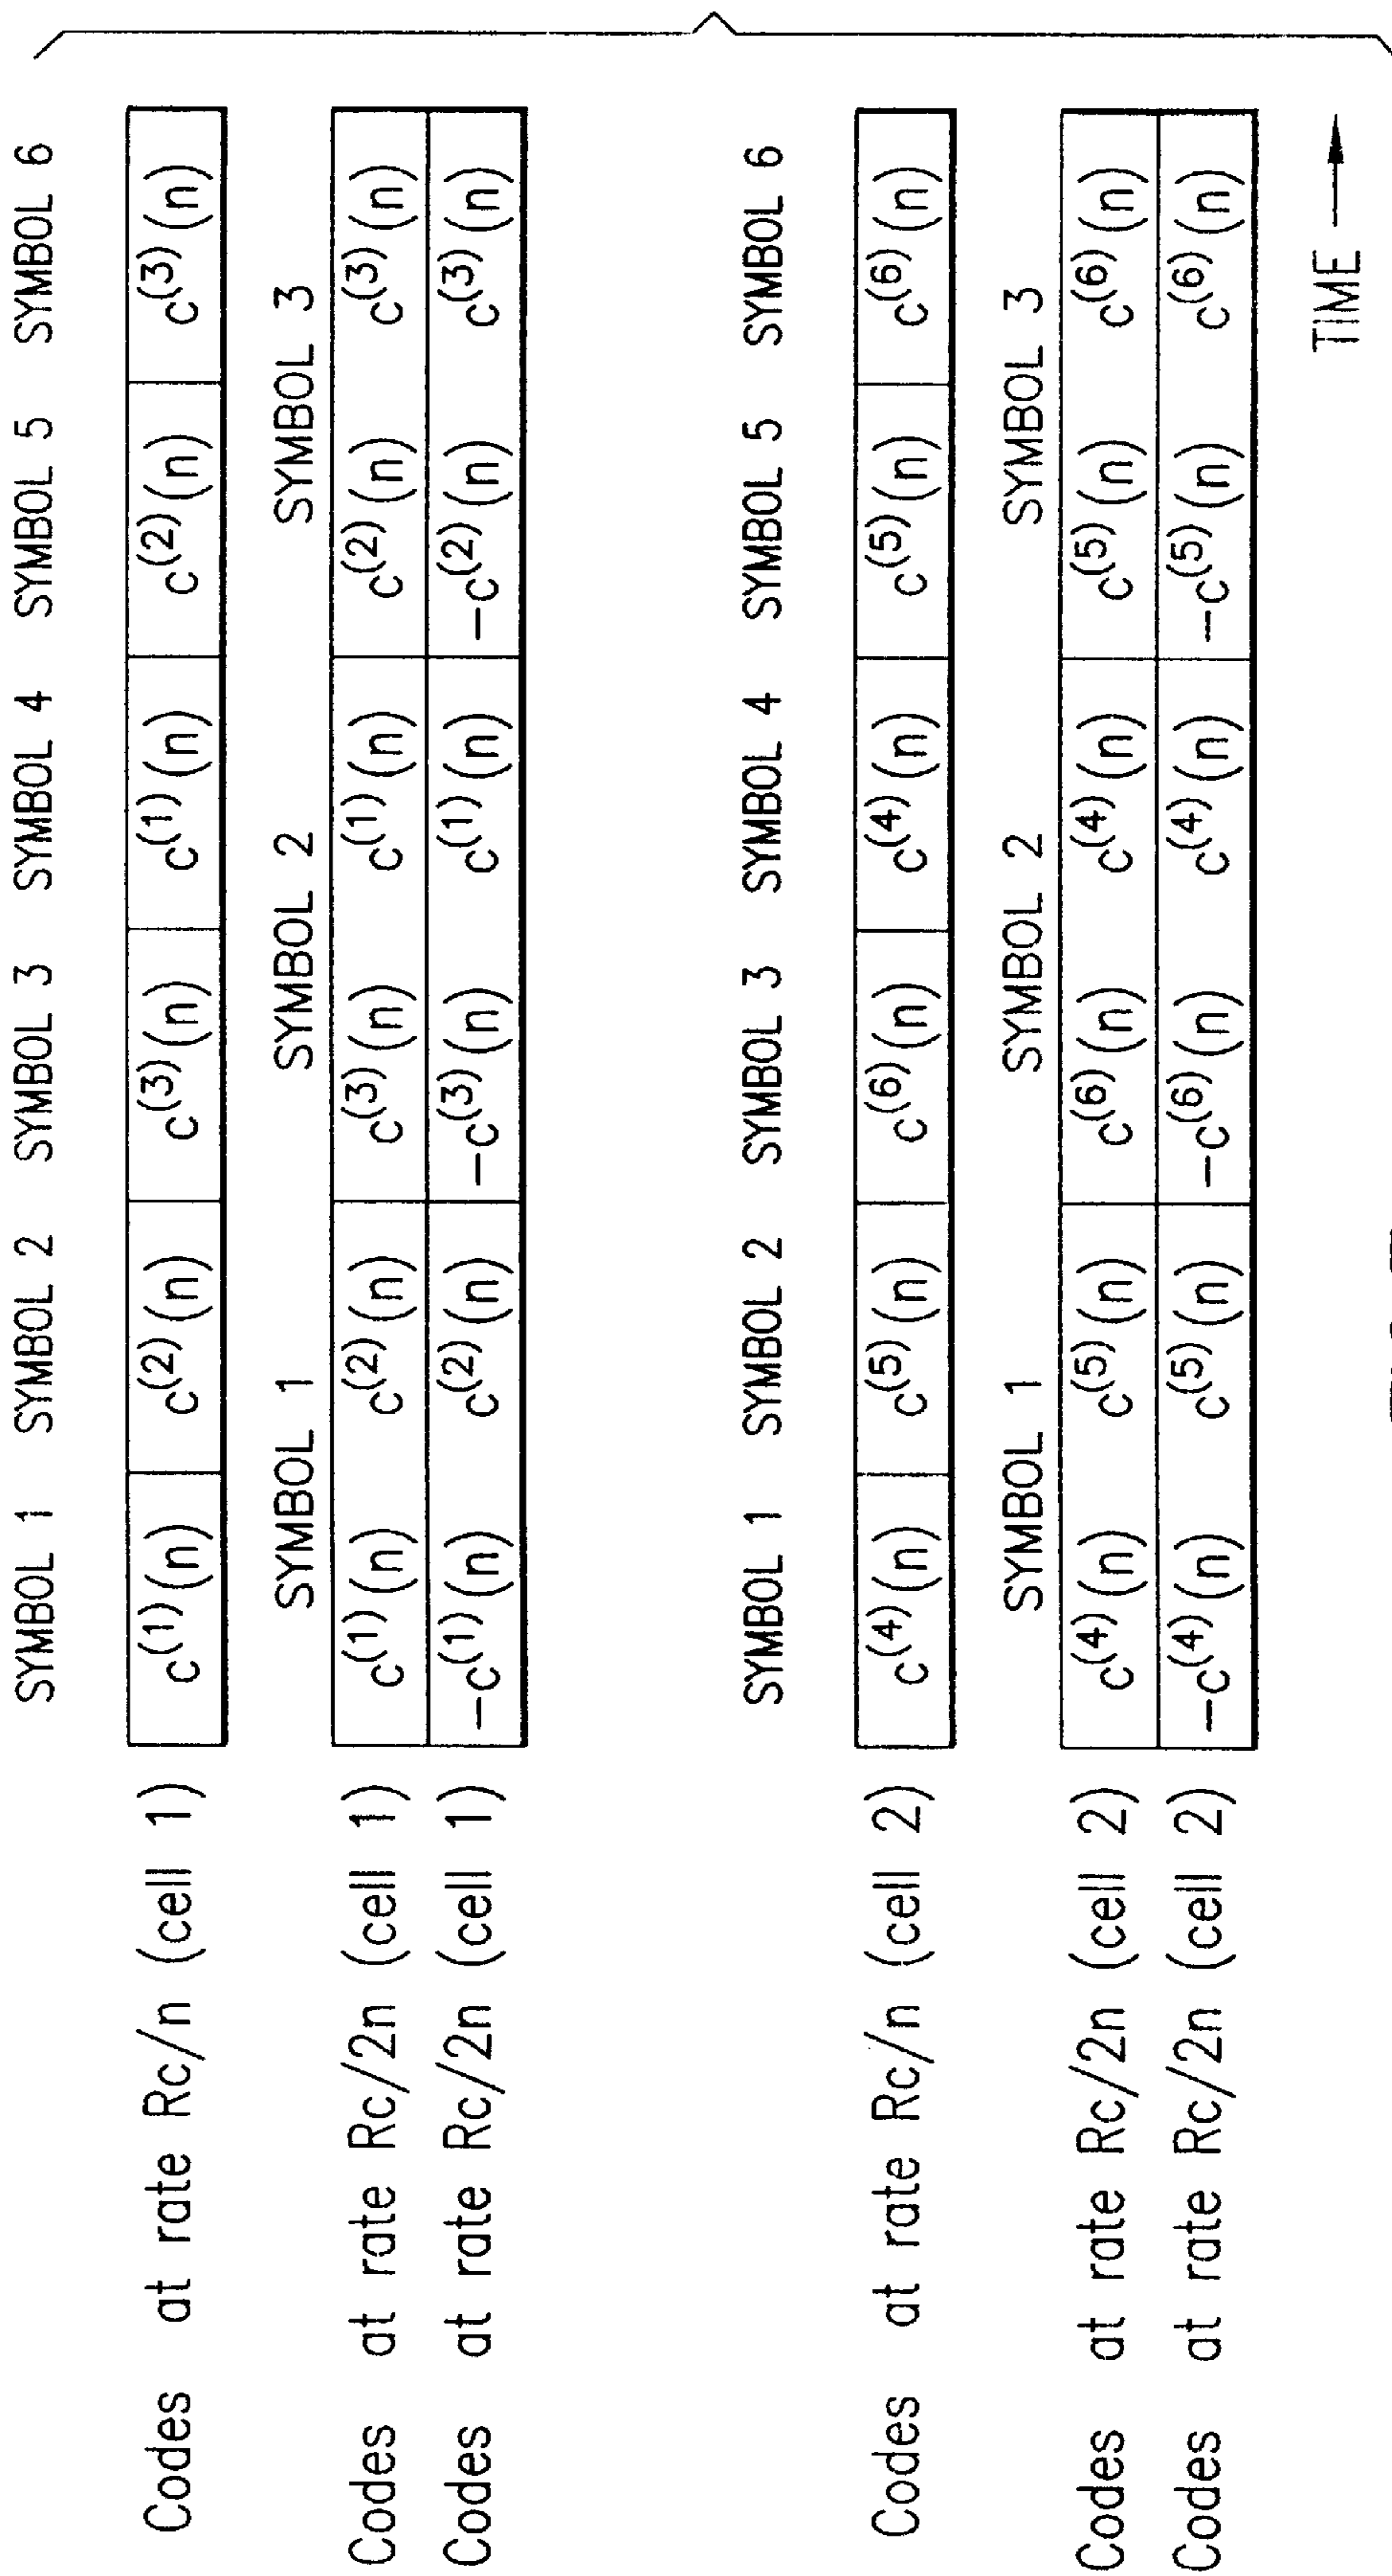 SYMBOL 1 SYMBOL 2 SYMBOL 3 SYMBOL 4 SYMBOL 5 SYMBOL 6
Codes at rate Rc/n (cell 1) c⁽¹⁾(n) c⁽²⁾(n) c⁽³⁾(n) c⁽¹⁾(n) c⁽²⁾(n) c⁽³⁾(n)
SYMBOL 1 SYMBOL 2 SYMBOL 3
Codes at rate Rc/2n (cell 1) c⁽¹⁾(n) c⁽²⁾(n) c⁽³⁾(n) c⁽¹⁾(n) c⁽²⁾(n) c⁽³⁾(n)
Codes at rate Rc/2n (cell 1) –c⁽¹⁾(n) c⁽²⁾(n) –c⁽³⁾(n) c⁽¹⁾(n) –c⁽²⁾(n) c⁽³⁾(n)
SYMBOL 1 SYMBOL 2 SYMBOL 3 SYMBOL 4 SYMBOL 5 SYMBOL 6
Codes at rate Rc/n (cell 2) c⁽⁴⁾(n) c⁽⁵⁾(n) c⁽⁶⁾(n) c⁽⁴⁾(n) c⁽⁵⁾(n) c⁽⁶⁾(n)
SYMBOL 1 SYMBOL 2 SYMBOL 3
Codes at rate Rc/2n (cell 2) c⁽⁴⁾(n) c⁽⁵⁾(n) c⁽⁶⁾(n) c⁽⁴⁾(n) c⁽⁵⁾(n) c⁽⁶⁾(n)
Codes at rate Rc/2n (cell 2) –c⁽⁴⁾(n) c⁽⁵⁾(n) –c⁽⁶⁾(n) c⁽⁴⁾(n) –c⁽⁵⁾(n) c⁽⁶⁾(n)
TIME